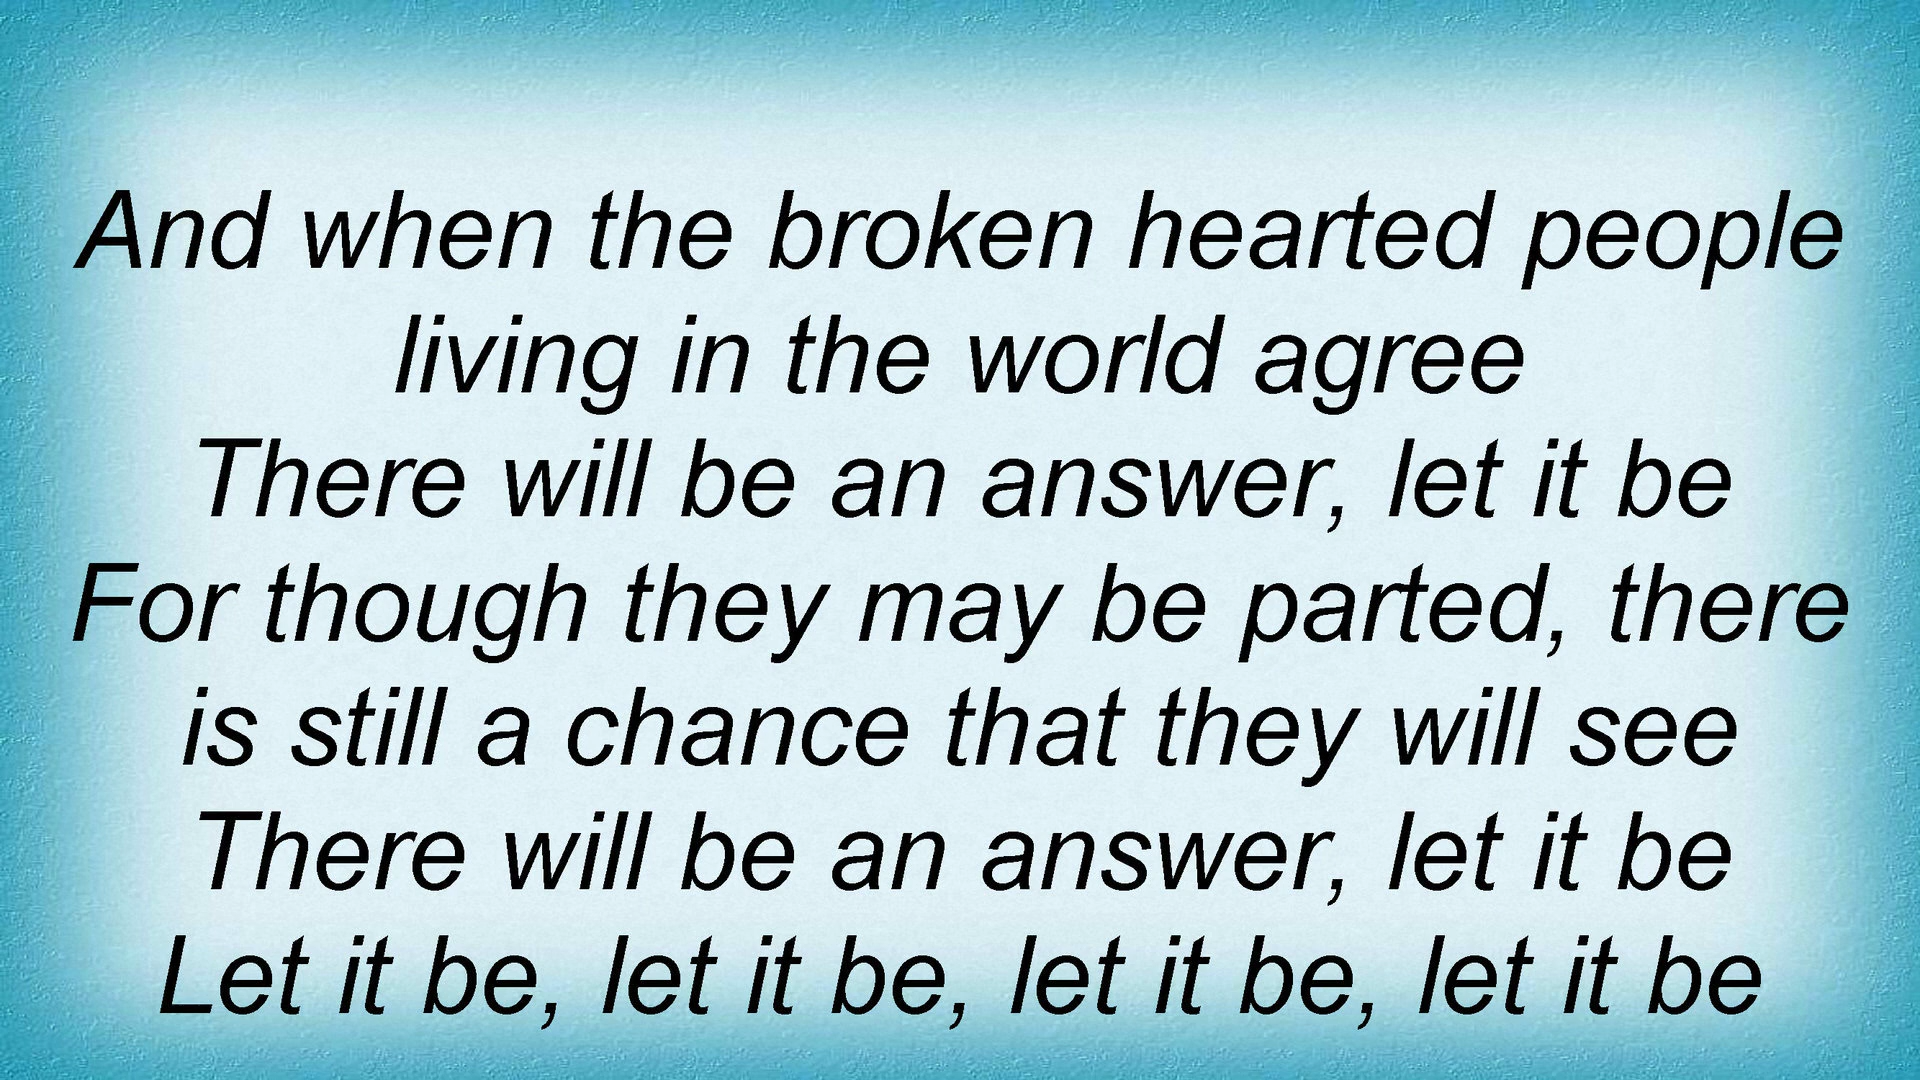 And when the broken hearted people
living in the world agree
There will be an answer, let it be
For though they may be parted, there
is still a chance that they will see
There will be an answer, let it be
Let it be, let it be, let it be, let it be